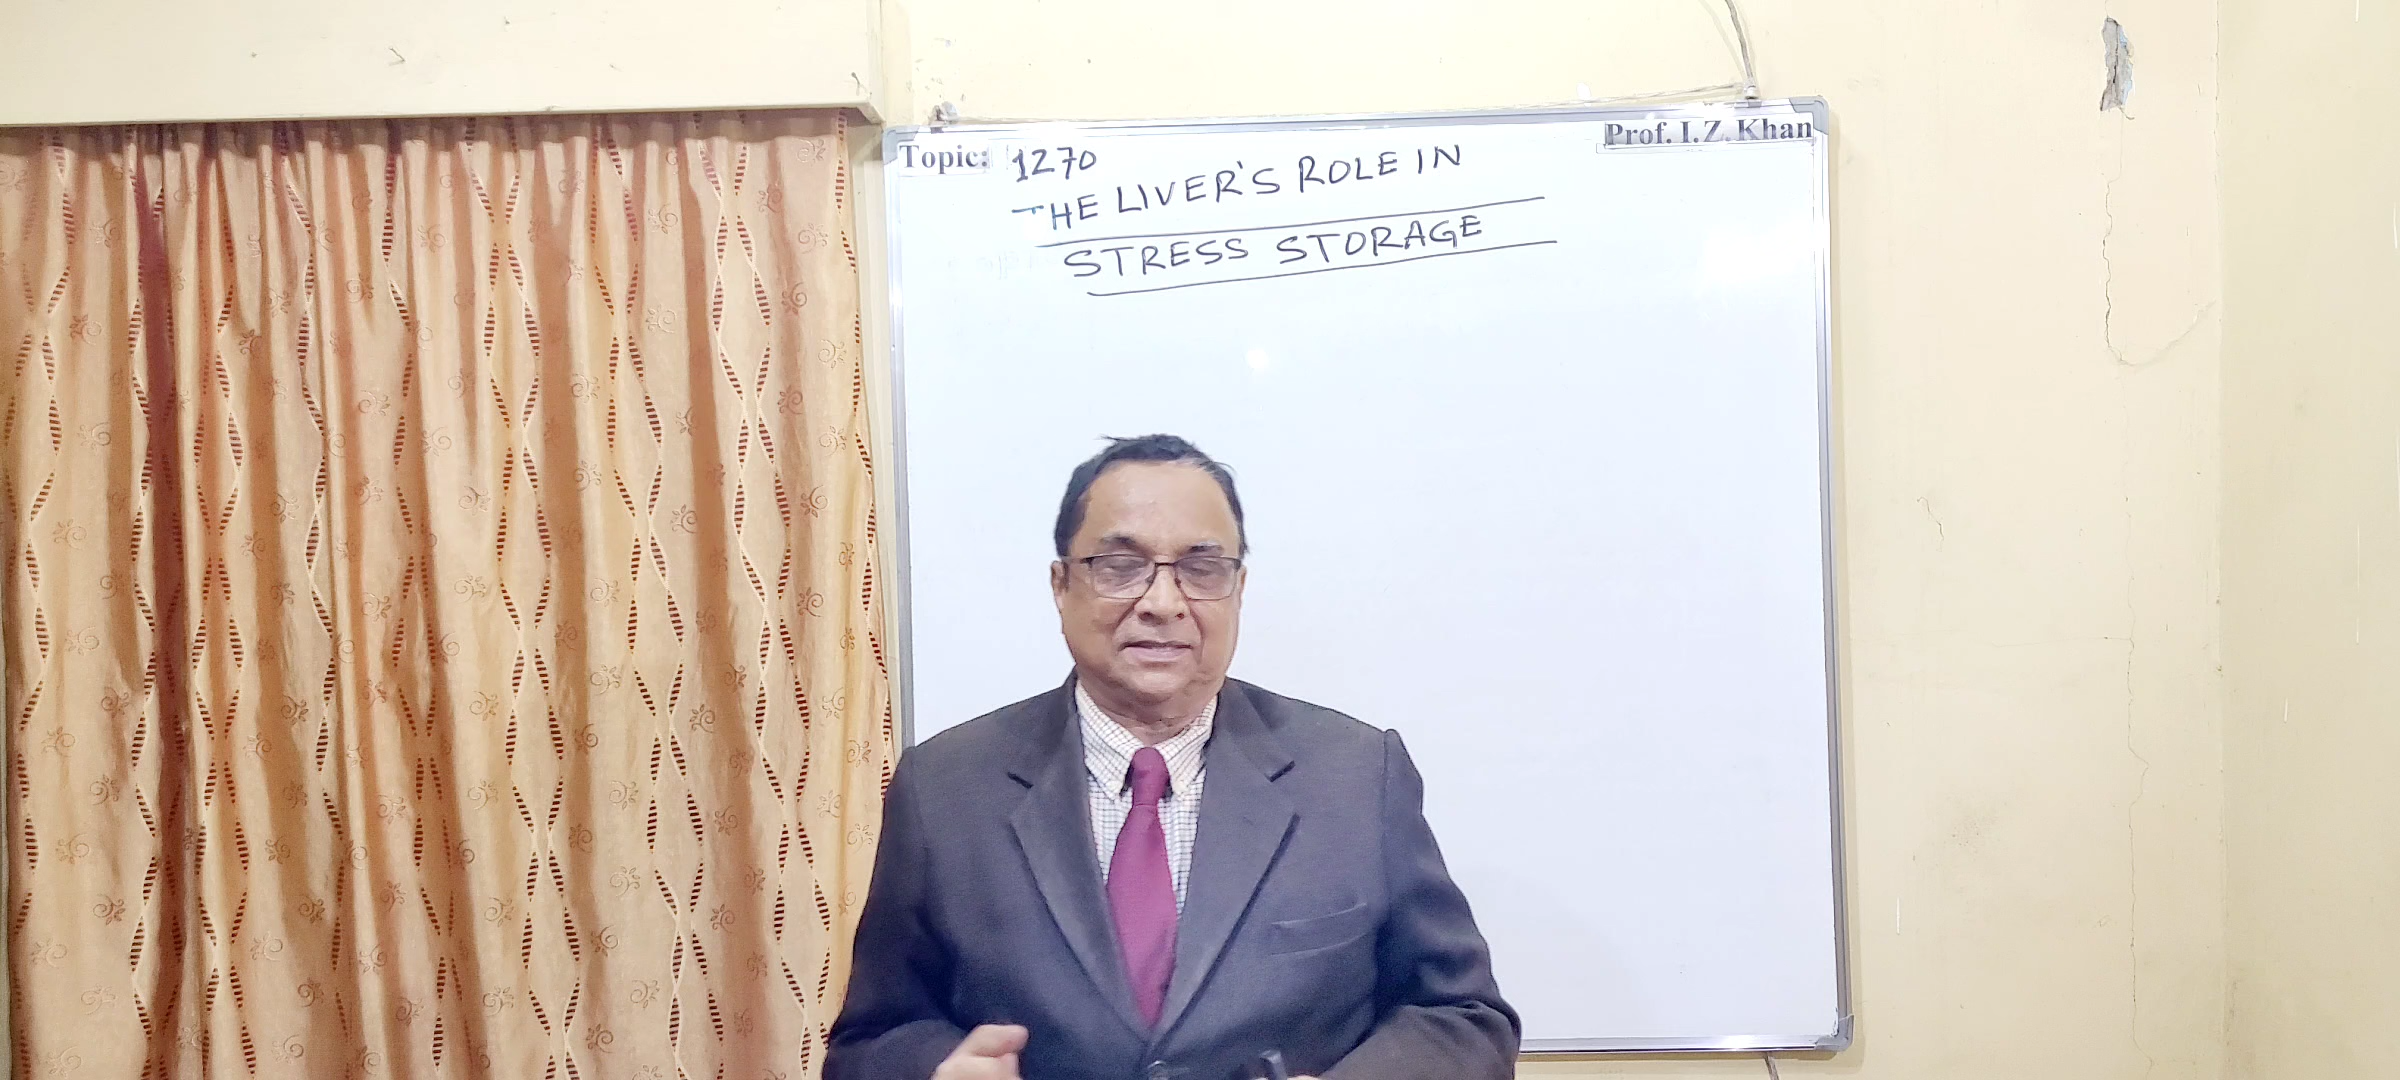 Topic: 1270
Prof. I. Z. Khan
THE LIVER'S ROLE IN
STRESS STORAGE